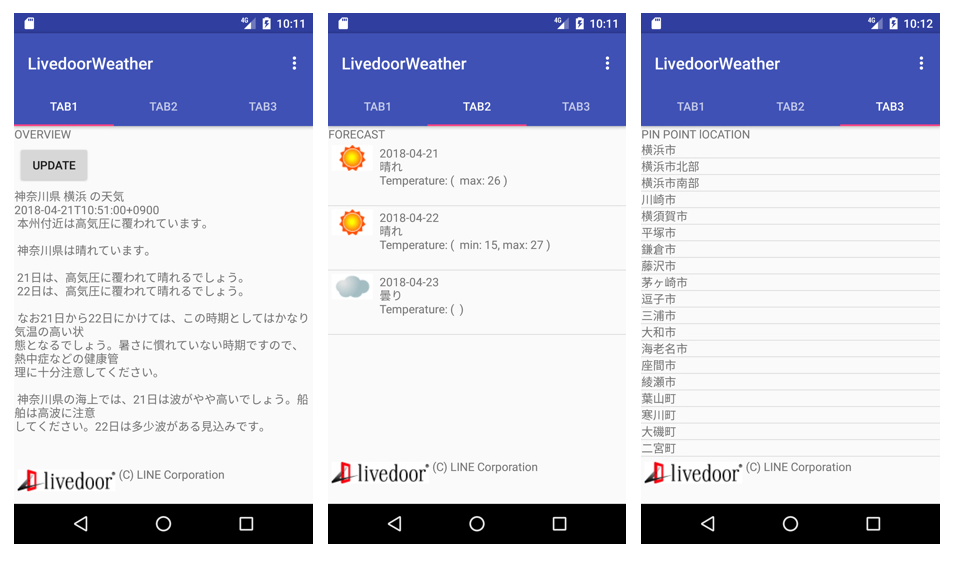 4G 10:11
LivedoorWeather
TAB1 TAB2 TAB3
OVERVIEW
UPDATE
神奈川県 横浜 の天気
2018-04-21T10:51:00+0900
本州付近は高気圧に覆われています。
神奈川県は晴れています。
21日は、高気圧に覆われて晴れるでしょう。
22日は、高気圧に覆われて晴れるでしょう。
なお21日から22日にかけては、この時期としてはかなり
気温の高い状
態となるでしょう。暑さに慣れていない時期ですので、
熱中症などの健康管
理に十分注意してください。
神奈川県の海上では、21日は波がやや高いでしょう。船
舶は高波に注意
してください。22日は多少波がある見込みです。
livedoor (C) LINE Corporation
4G 10:11
LivedoorWeather
TAB1 TAB2 TAB3
FORECAST
2018-04-21
晴れ
Temperature: ( max: 26 )
2018-04-22
晴れ
Temperature: ( min: 15, max: 27 )
2018-04-23
曇り
Temperature: ( )
livedoor (C) LINE Corporation
4G 10:12
LivedoorWeather
TAB1 TAB2 TAB3
PIN POINT lOCATION
横浜市
横浜市北部
横浜市南部
川崎市
横須賀市
平塚市
鎌倉市
藤沢市
茅ヶ崎市
逗子市
三浦市
大和市
海老名市
座間市
綾瀬市
葉山町
寒川町
大磯町
二宮町
livedoor (C) LINE Corporation